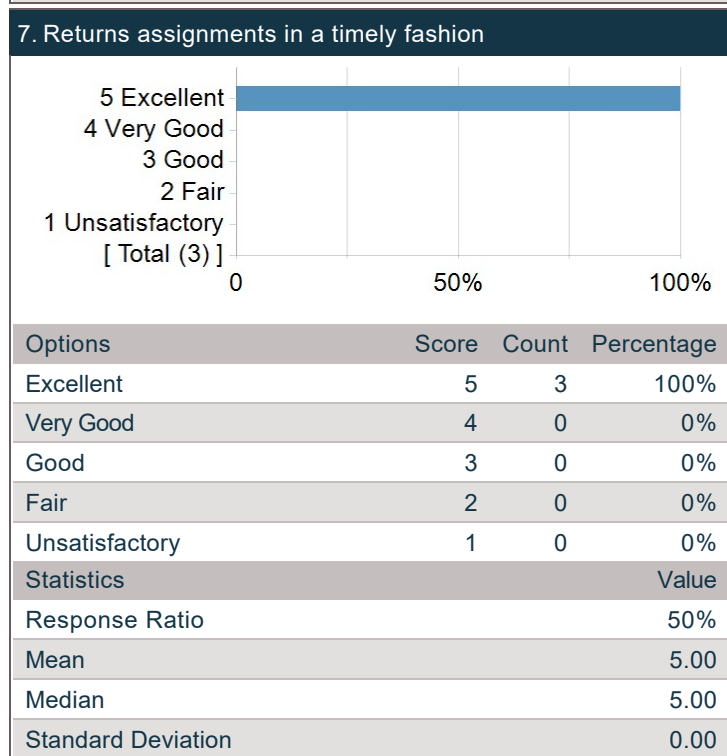 7. Returns assignments in a timely fashion
5 Excellent
4 Very Good
3 Good
2 Fair
1 Unsatisfactory
[ Total (3) ]
0 50% 100%
Options Score Count Percentage
Excellent 5 3 100%
Very Good 4 0 0%
Good 3 0 0%
Fair 2 0 0%
Unsatisfactory 1 0 0%
Statistics Value
Response Ratio 50%
Mean 5.00
Median 5.00
Standard Deviation 0.00